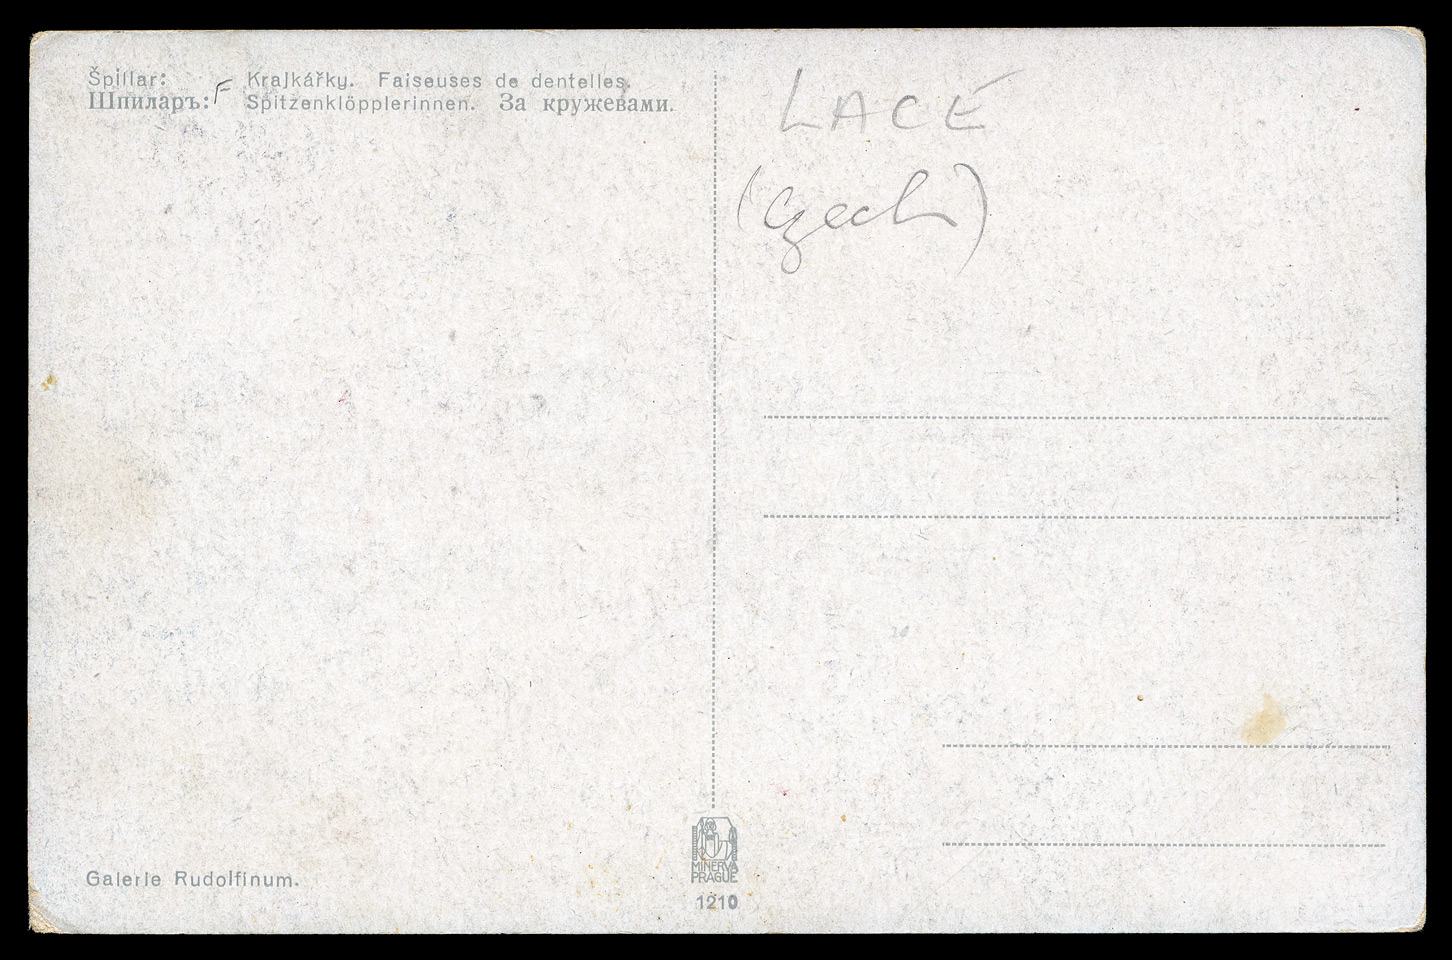 Špillar: Krajkářky. Faiseuses de dentelles.
Шпиларъ: F Spitzenklöpplerinnen. За кружевами.
LACE
(Czech)
Galerie Rudolfinum.
MINERVA
PRAGUE
1210